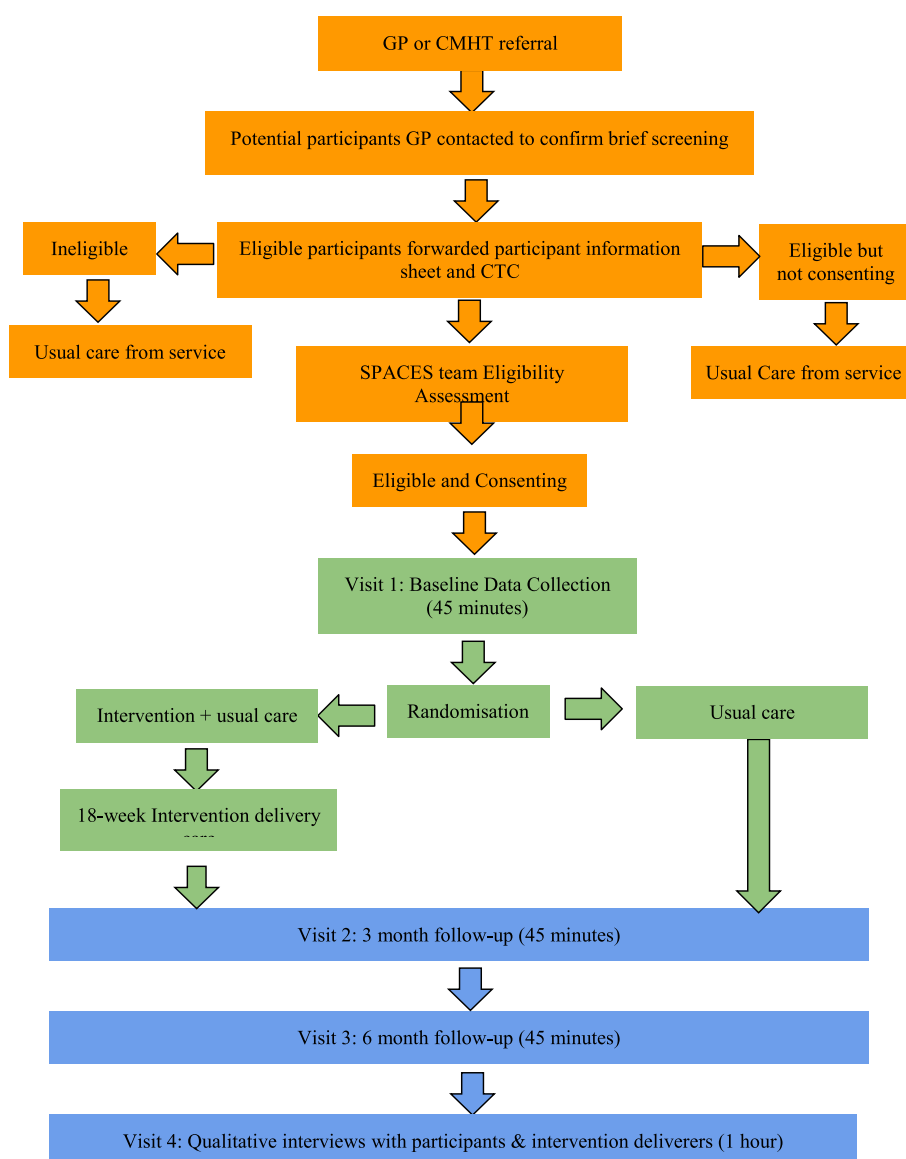 GP or CMHT referral
Potential participants GP contacted to confirm brief screening
Ineligible
Eligible participants forwarded participant information
sheet and CTC
Eligible but
not consenting
Usual care from service
SPACES team Eligibility
Assessment
Usual Care from service
Eligible and Consenting
Visit 1: Baseline Data Collection
(45 minutes)
Intervention + usual care
Randomisation
Usual care
18-week Intervention delivery
Visit 2: 3 month follow-up (45 minutes)
Visit 3: 6 month follow-up (45 minutes)
Visit 4: Qualitative interviews with participants & intervention deliverers (1 hour)